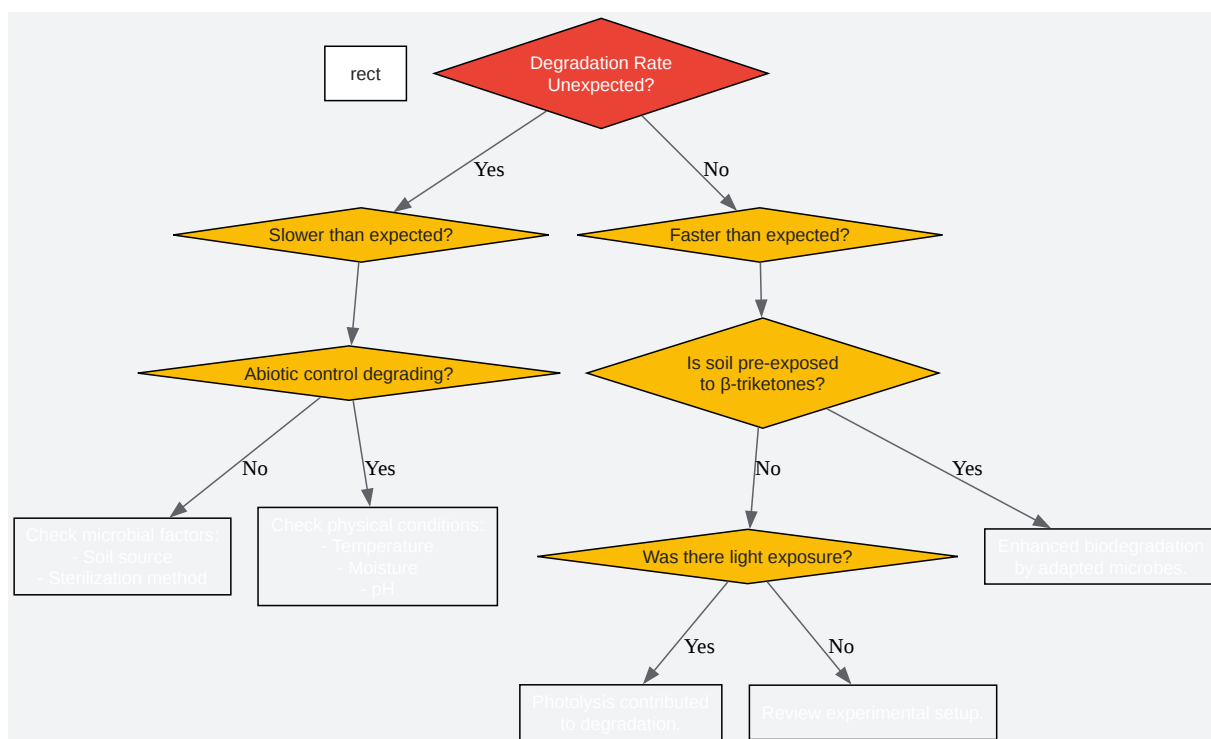 rect
Degradation Rate
Unexpected?
Yes
No
Slower than expected?
Faster than expected?
Abiotic control degrading?
Is soil pre-exposed
to β-triketones?
No
Yes
No
Yes
Check microbial factors:
- Soil source
- Sterilization method
Check physical conditions:
- Temperature
- Moisture
- pH
Was there light exposure?
Enhanced biodegradation
by adapted microbes.
Yes
No
Photolysis contributed
to degradation.
Review experimental setup.